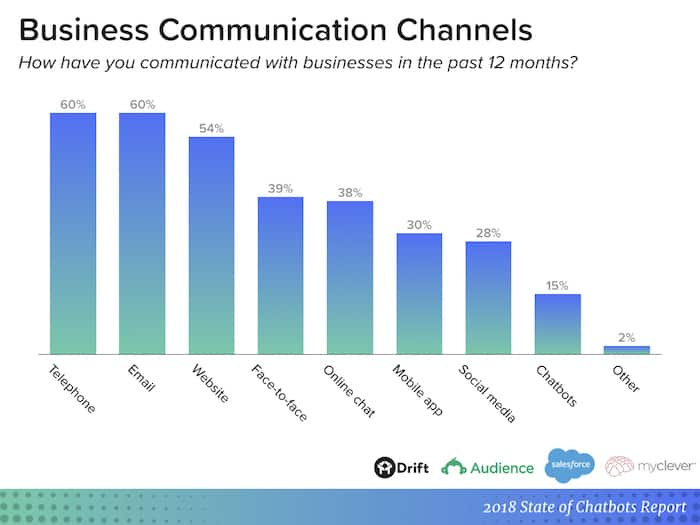 Business Communication Channels
How have you communicated with businesses in the past 12 months?
60%
60%
54%
39%
38%
30%
28%
15%
2%
Telephone
Email
Website
Face-to-face
Online chat
Mobile app
Social media
Chatbots
Other
Drift
Audience
salesforce
myclever
2018 State of Chatbots Report